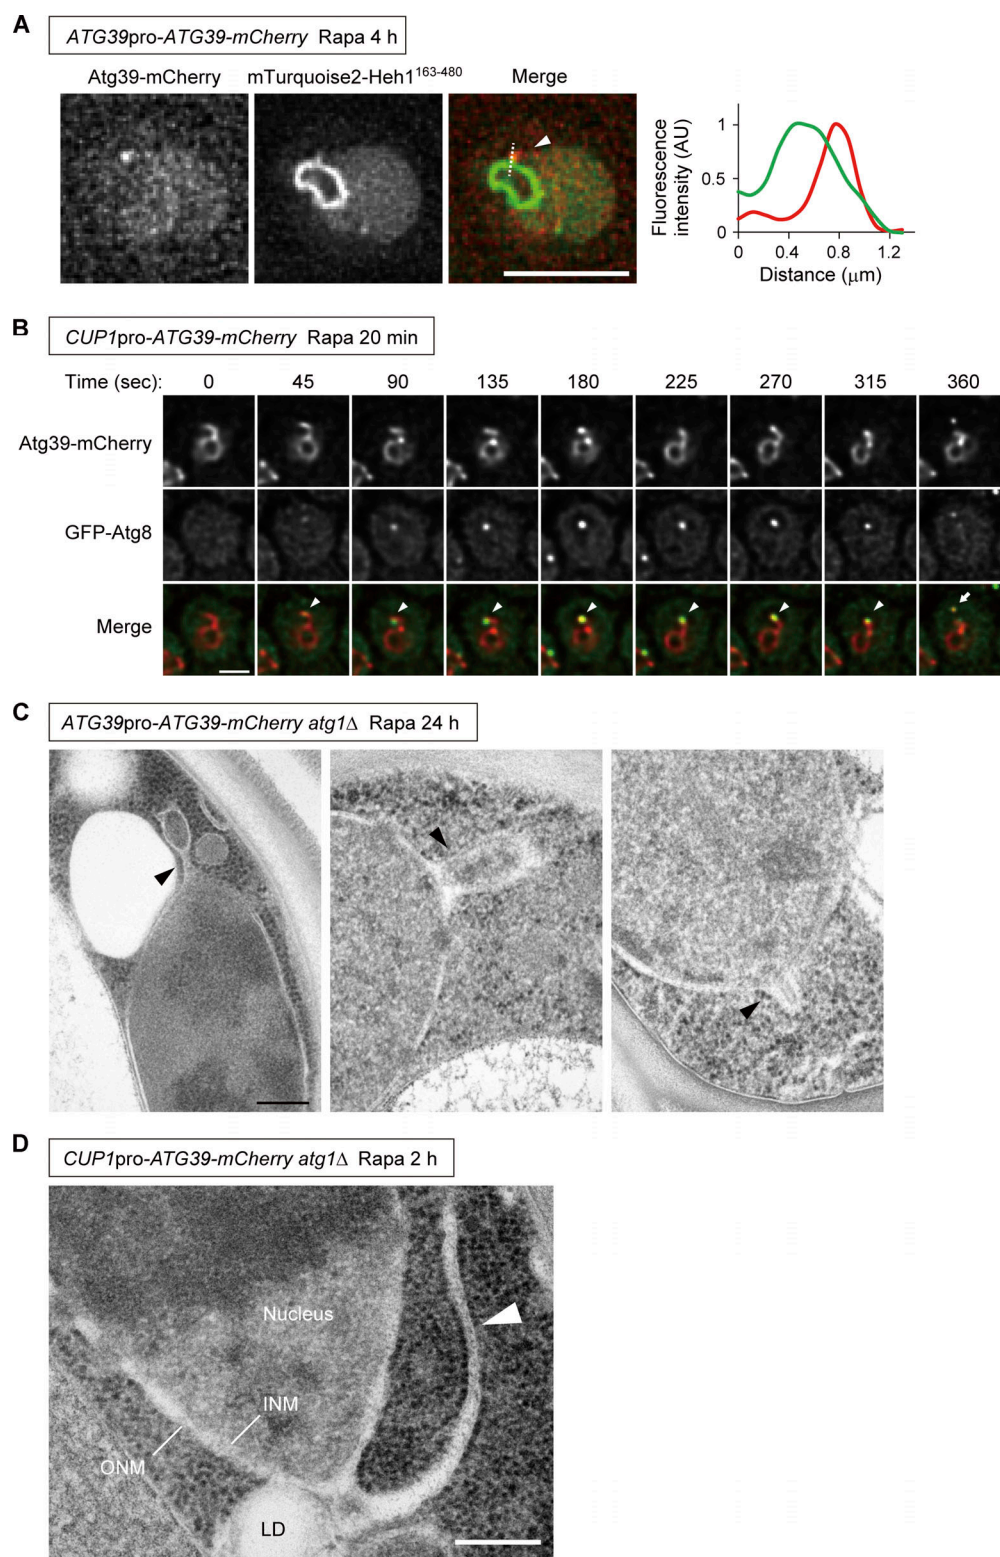 A
ATG39pro-ATG39-mCherry Rapa 4 h
Atg39-mCherry mTurquoise2-Heh1¹⁶³⁻⁴⁸⁰ Merge
Fluorescence
intensity (AU)
1
0.5
0
0 0.4 0.8 1.2
Distance (μm)
B
CUP1pro-ATG39-mCherry Rapa 20 min
Time (sec): 0 45 90 135 180 225 270 315 360
Atg39-mCherry
GFP-Atg8
Merge
C
ATG39pro-ATG39-mCherry atg1Δ Rapa 24 h
D
CUP1pro-ATG39-mCherry atg1Δ Rapa 2 h
Nucleus
INM
ONM
LD